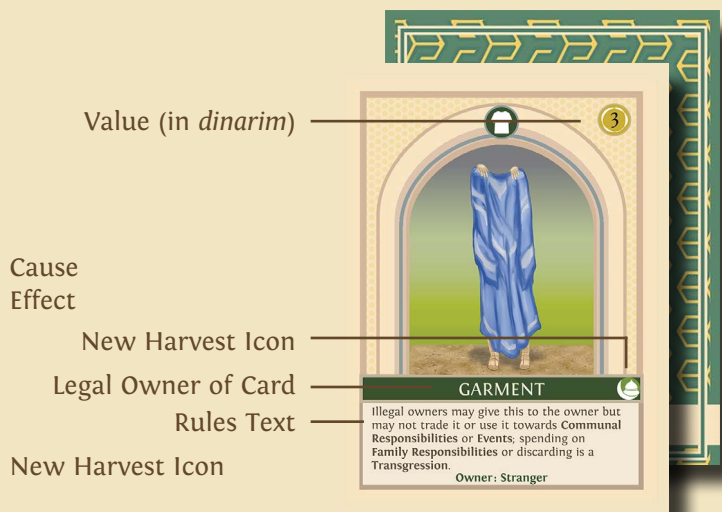 Value (in dinarim)
3
Cause
Effect
New Harvest Icon
Legal Owner of Card
GARMENT
Rules Text
Illegal owners may give this to the owner but
may not trade it or use it towards Communal
Responsibilities or Events; spending on
Family Responsibilities or discarding is a
Transgression.
Owner: Stranger
New Harvest Icon